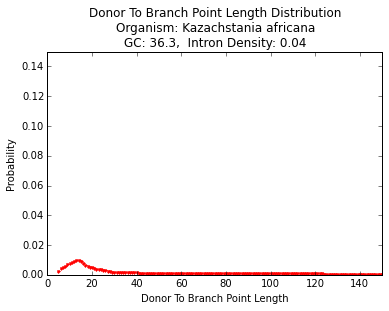 Donor To Branch Point Length Distribution
Organism: Kazachstania africana
GC: 36.3,  Intron Density: 0.04
0.14
0.12
0.10
0.08
0.06
0.04
0.02
0.00
Probability
0 20 40 60 80 100 120 140
Donor To Branch Point Length